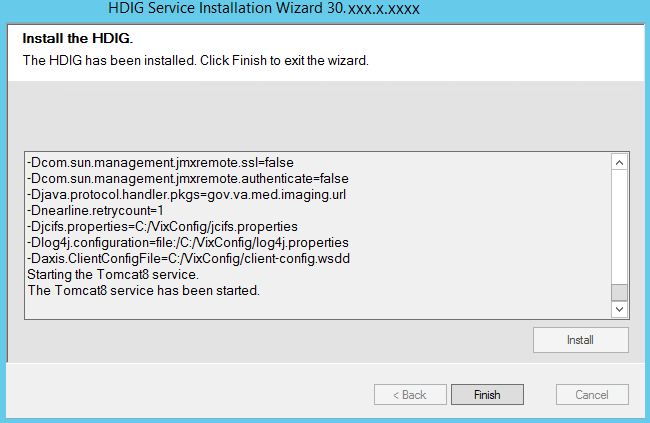 HDIG Service Installation Wizard 30.xxx.x.xxxx
Install the HDIG.
The HDIG has been installed. Click Finish to exit the wizard.
-Dcom.sun.management.jmxremote.ssl=false
-Dcom.sun.management.jmxremote.authenticate=false
-Djava.protocol.handler.pkgs=gov.va.med.imaging.url
-Dnearline.retrycount=1
-Djcifs.properties=C:/VixConfig/jcifs.properties
-Dlog4j.configuration=file:/C:/VixConfig/log4j.properties
-Daxis.ClientConfigFile=C:/VixConfig/client-config.wsdd
Starting the Tomcat8 service.
The Tomcat8 service has been started.
Install
< Back Finish Cancel